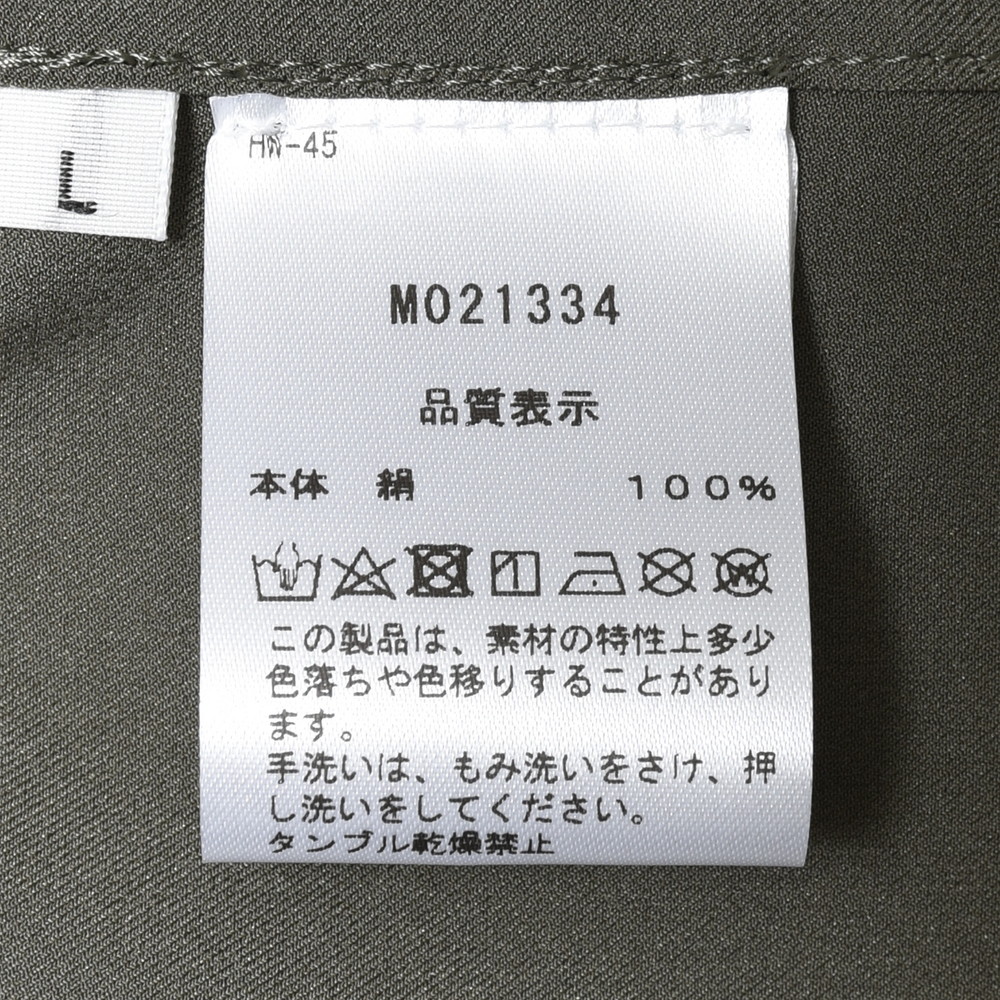 HW-45
L
M021334
品質表示
本体　絹　　　　　　１００％
この製品は、素材の特性上多少
色落ちや色移りすることがあり
ます。
手洗いは、もみ洗いをさけ、押
し洗いをしてください。
タンブル乾燥禁止